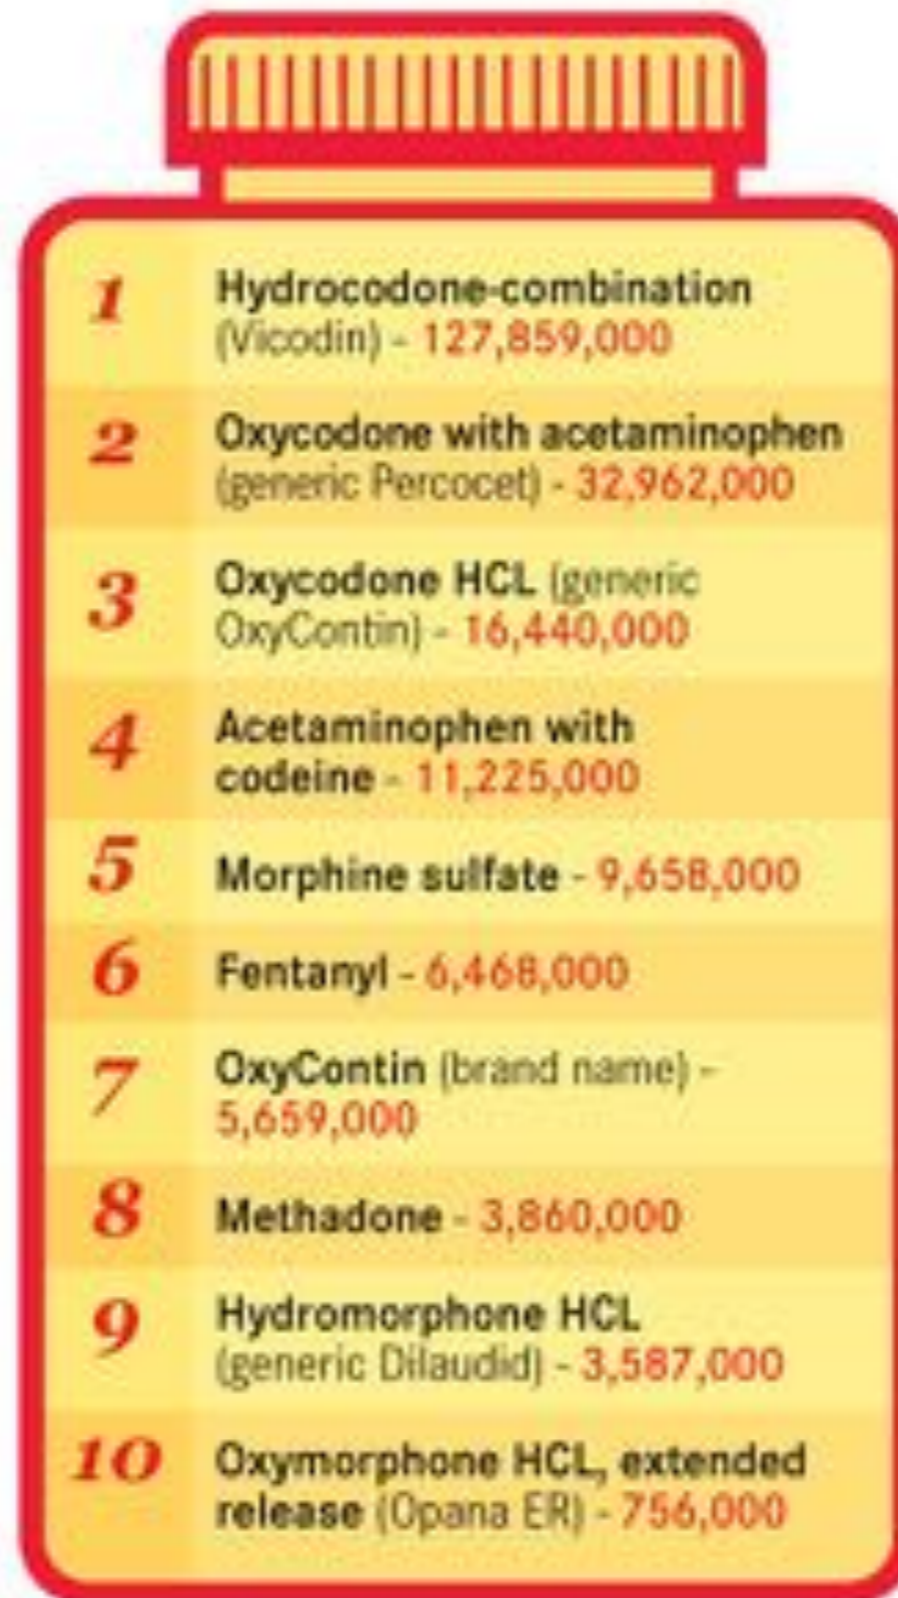 1
Hydrocodone-combination
(Vicodin) - 127,859,000
2
Oxycodone with acetaminophen
(generic Percocet) - 32,962,000
3
Oxycodone HCL (generic
OxyContin) - 16,440,000
4
Acetaminophen with
codeine - 11,225,000
5
Morphine sulfate - 9,658,000
6
Fentanyl - 6,468,000
7
OxyContin (brand name) -
5,659,000
8
Methadone - 3,860,000
9
Hydromorphone HCL
(generic Dilaudid) - 3,587,000
10
Oxymorphone HCL, extended
release (Opana ER) - 756,000